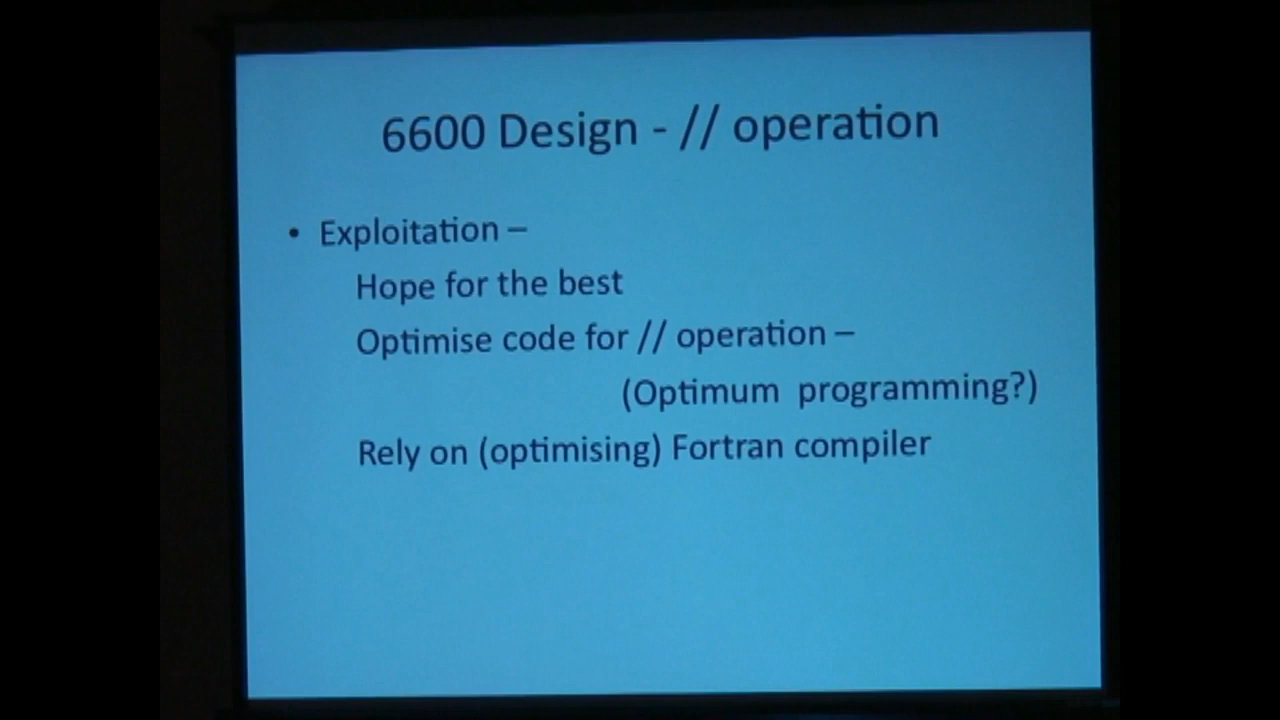 6600 Design - // operation
• Exploitation –
Hope for the best
Optimise code for // operation –
(Optimum programming?)
Rely on (optimising) Fortran compiler